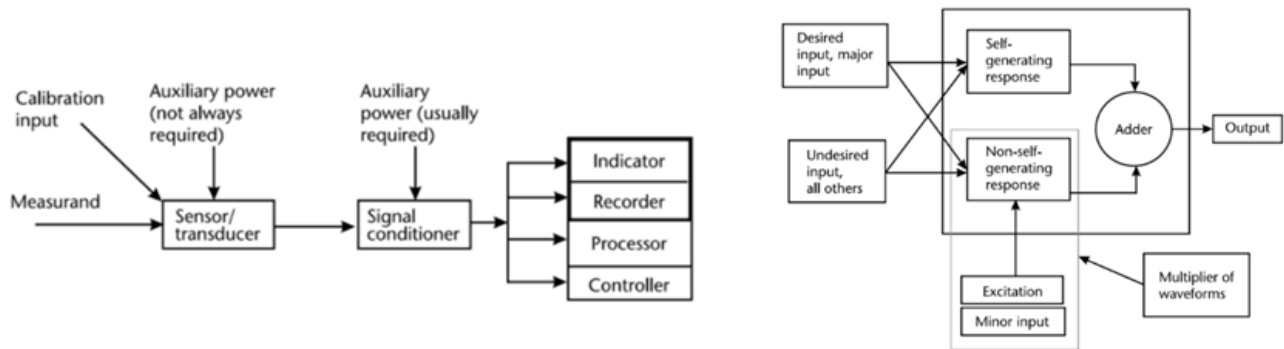 Calibration
input
Auxiliary power
(not always
required)
Auxiliary
power (usually
required)
Measurand
Sensor/
transducer
Signal
conditioner
Indicator
Recorder
Processor
Controller
Desired
input, major
input
Self-
generating
response
Undesired
input,
all others
Non-self-
generating
response
Adder
Output
Excitation
Minor input
Multiplier of
waveforms